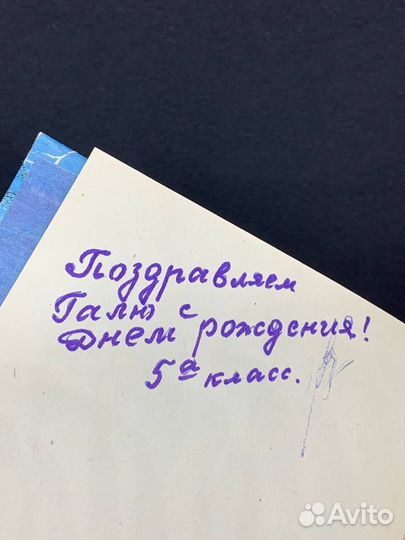 Поздравляем
Галю с
Днем рождения!
5а класс.
Avito